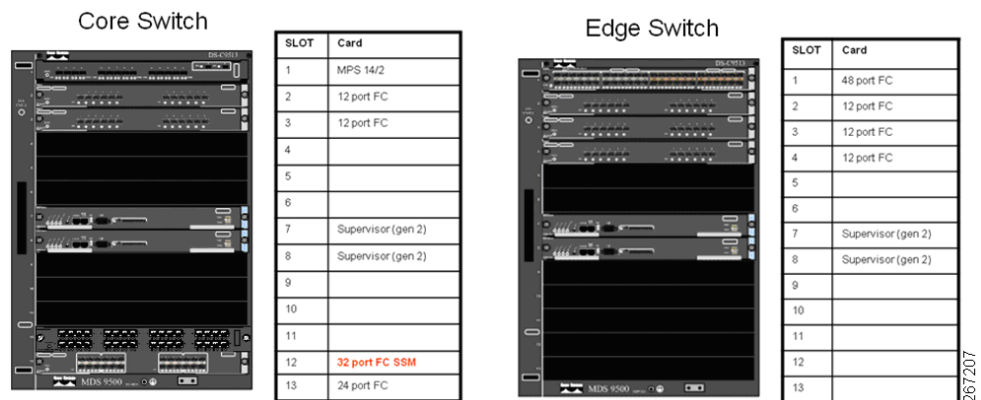 Core Switch
DS-C9513
MDS 9500
SLOT Card
1 MPS 14/2
2 12 port FC
3 12 port FC
4
5
6
7 Supervisor (gen 2)
8 Supervisor (gen 2)
9
10
11
12 32 port FC SSM
13 24 port FC
Edge Switch
DS-C9513
MDS 9500
SLOT Card
1 48 port FC
2 12 port FC
3 12 port FC
4 12 port FC
5
6
7 Supervisor (gen 2)
8 Supervisor (gen 2)
9
10
11
12
13
267207